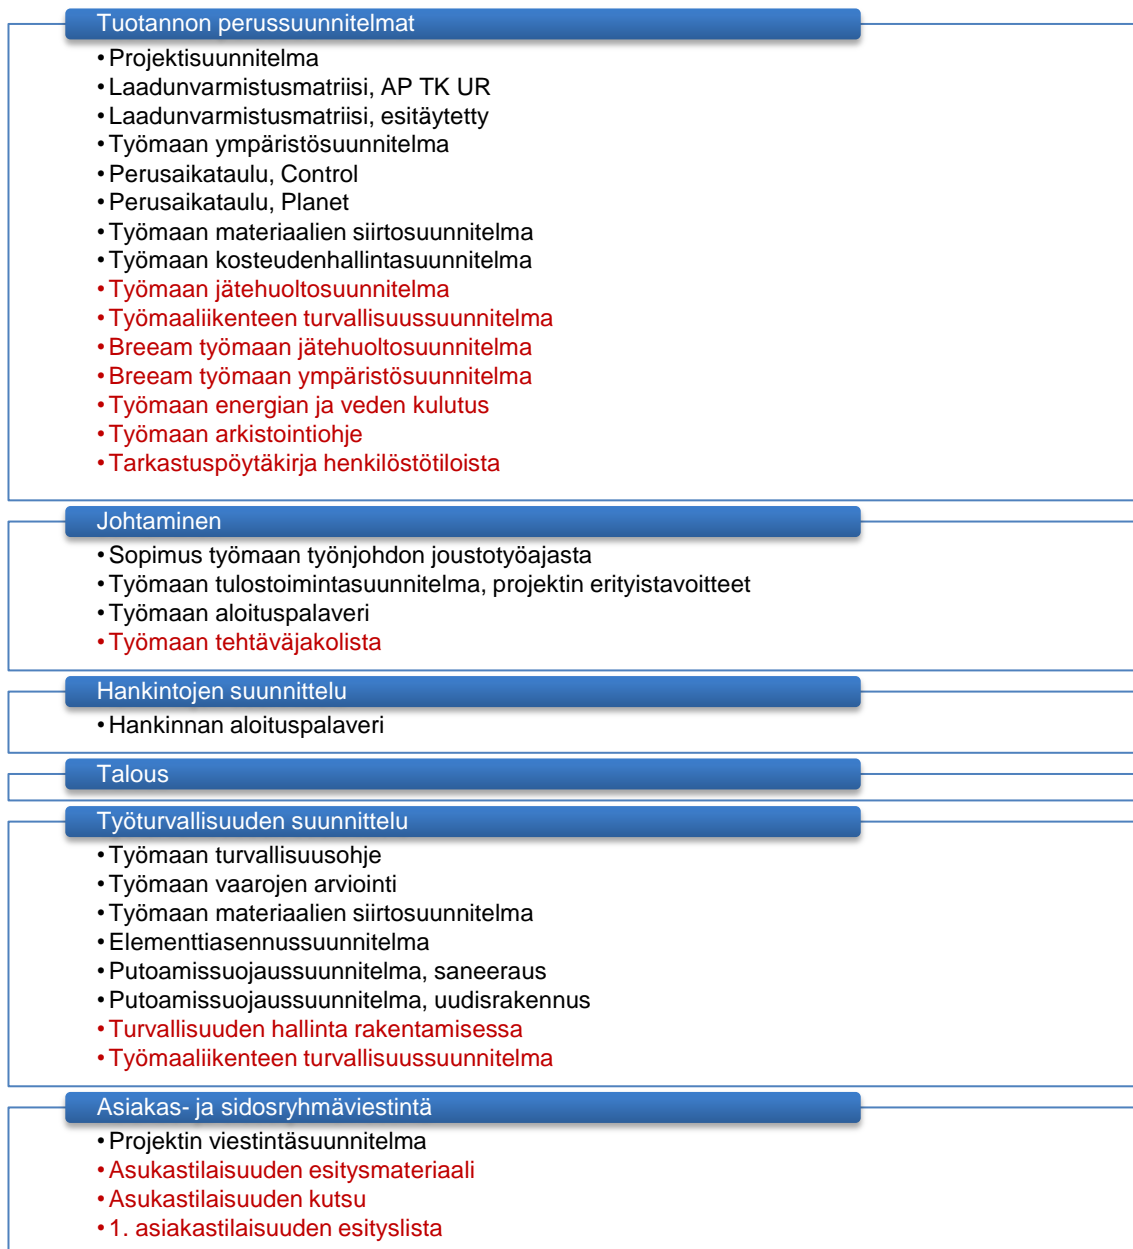 Tuotannon perussuunnitelmat
•Projektisuunnitelma
•Laadunvarmistusmatriisi, AP TK UR
•Laadunvarmistusmatriisi, esitäytetty
•Työmaan ympäristösuunnitelma
•Perusaikataulu, Control
•Perusaikataulu, Planet
•Työmaan materiaalien siirtosuunnitelma
•Työmaan kosteudenhallintasuunnitelma
•Työmaan jätehuoltosuunnitelma
•Työmaaliikenteen turvallisuussuunnitelma
•Breeam työmaan jätehuoltosuunnitelma
•Breeam työmaan ympäristösuunnitelma
•Työmaan energian ja veden kulutus
•Työmaan arkistointiohje
•Tarkastuspöytäkirja henkilöstötiloista
Johtaminen
•Sopimus työmaan työnjohdon joustotyöajasta
•Työmaan tulostoimintasuunnitelma, projektin erityistavoitteet
•Työmaan aloituspalaveri
•Työmaan tehtäväjakolista
Hankintojen suunnittelu
•Hankinnan aloituspalaveri
Talous
Työturvallisuuden suunnittelu
•Työmaan turvallisuusohje
•Työmaan vaarojen arviointi
•Työmaan materiaalien siirtosuunnitelma
•Elementtiasennussuunnitelma
•Putoamissuojaussuunnitelma, saneeraus
•Putoamissuojaussuunnitelma, uudisrakennus
•Turvallisuuden hallinta rakentamisessa
•Työmaaliikenteen turvallisuussuunnitelma
Asiakas- ja sidosryhmäviestintä
•Projektin viestintäsuunnitelma
•Asukastilaisuuden esitysmateriaali
•Asukastilaisuuden kutsu
•1. asiakastilaisuuden esityslista